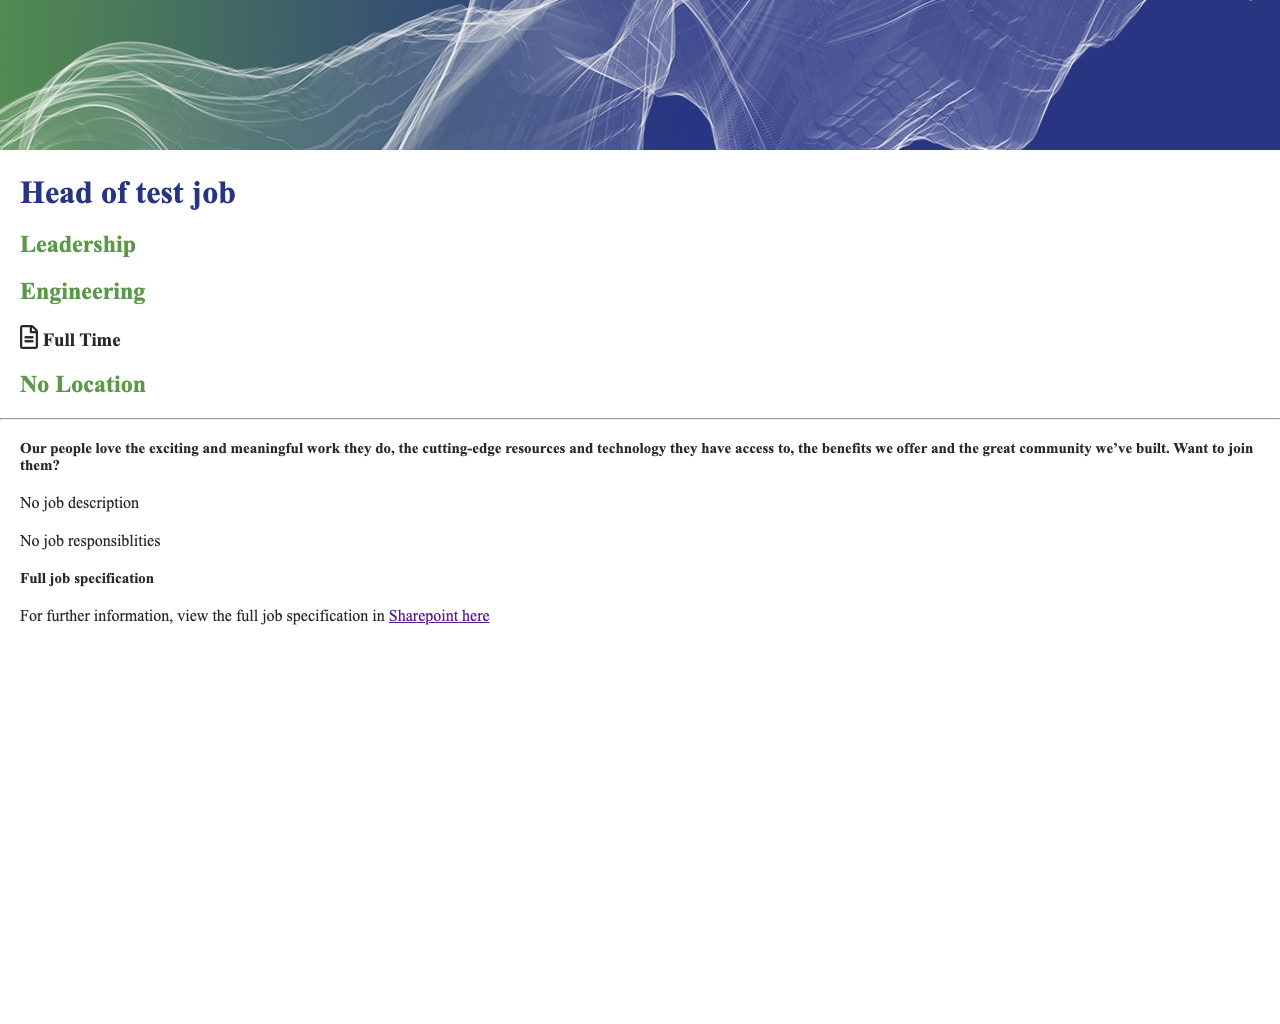 Head of test job
Leadership
Engineering
Full Time
No Location
Our people love the exciting and meaningful work they do, the cutting-edge resources and technology they have access to, the benefits we offer and the great community we’ve built. Want to join
them?
No job description
No job responsiblities
Full job specification
For further information, view the full job specification in Sharepoint here